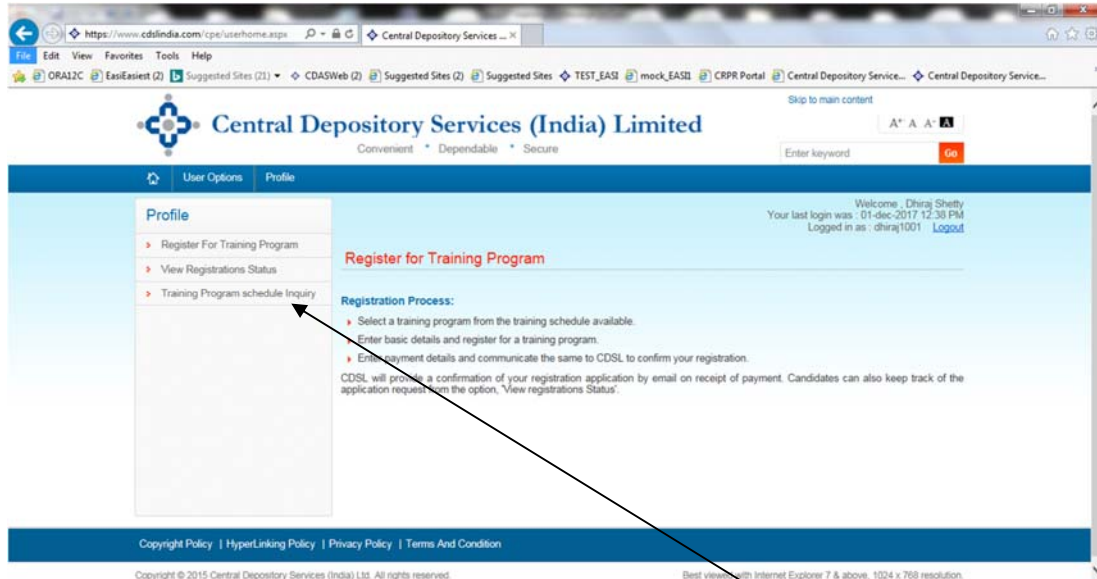 https://www.cdslindia.com/cpe/userhome.aspx
Central Depository Services ...
File Edit View Favorites Tools Help
ORA12C EasiEasiest (2) Suggested Sites (21) CDASWeb (2) Suggested Sites (2) Suggested Sites TEST_EASI mock_EASII CRPR Portal Central Depository Service... Central Depository Service...
Skip to main content
Central Depository Services (India) Limited
A+ A A- A
Convenient * Dependable * Secure
Enter keyword Go
User Options Profile
Welcome , Dhiraj Shetty
Your last login was : 01-dec-2017 12:38 PM
Logged in as : dhiraj1001 Logout
Profile
Register For Training Program
View Registrations Status
Training Program schedule Inquiry
Register for Training Program
Registration Process:
Select a training program from the training schedule available.
Enter basic details and register for a training program.
Enter payment details and communicate the same to CDSL to confirm your registration.
CDSL will provide a confirmation of your registration application by email on receipt of payment. Candidates can also keep track of the
application request from the option, 'View registrations Status'.
Copyright Policy | HyperLinking Policy | Privacy Policy | Terms And Condition
Copyright © 2015 Central Depository Services (India) Ltd. All rights reserved.
Best viewed with Internet Explorer 7 & above, 1024 x 768 resolution.